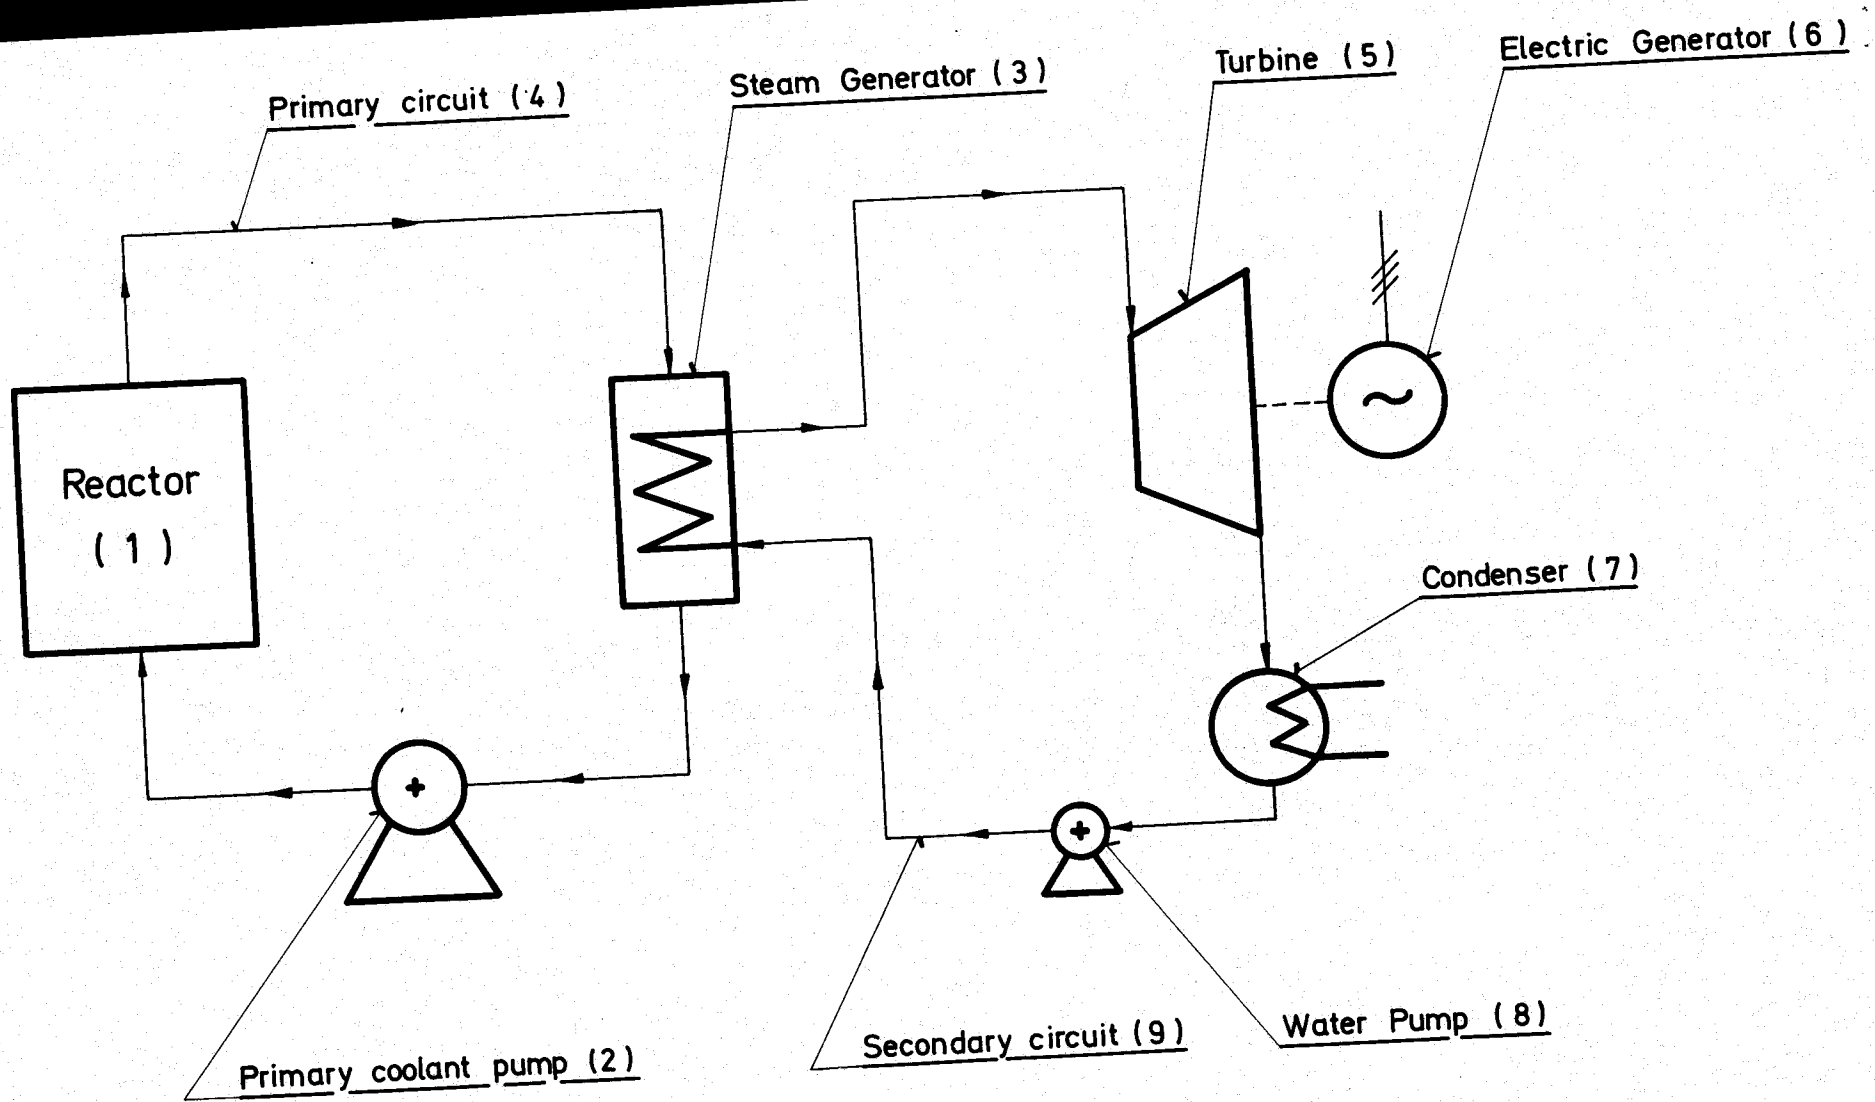 Primary circuit (4)
Steam Generator (3)
Turbine (5)
Electric Generator (6)
Reactor
(1)
Condenser (7)
Primary coolant pump (2)
Secondary circuit (9)
Water Pump (8)